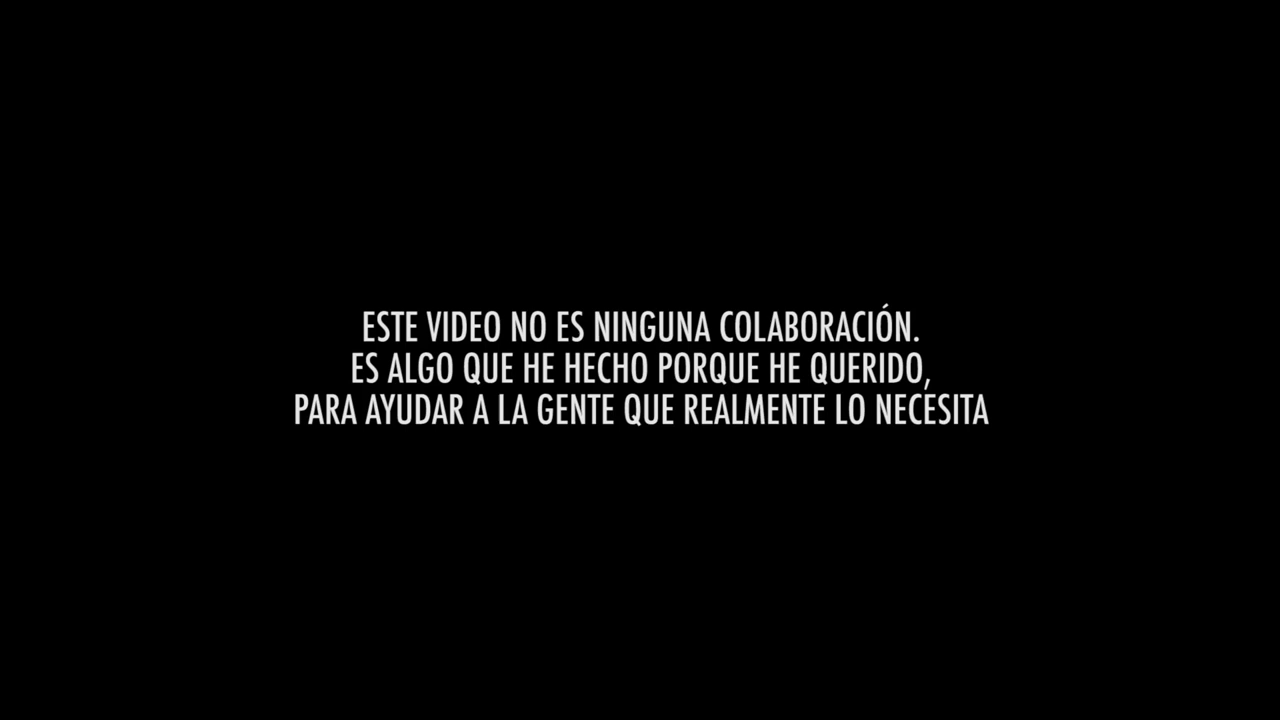 ESTE VIDEO NO ES NINGUNA COLABORACIÓN.
ES ALGO QUE HE HECHO PORQUE HE QUERIDO,
PARA AYUDAR A LA GENTE QUE REALMENTE LO NECESITA